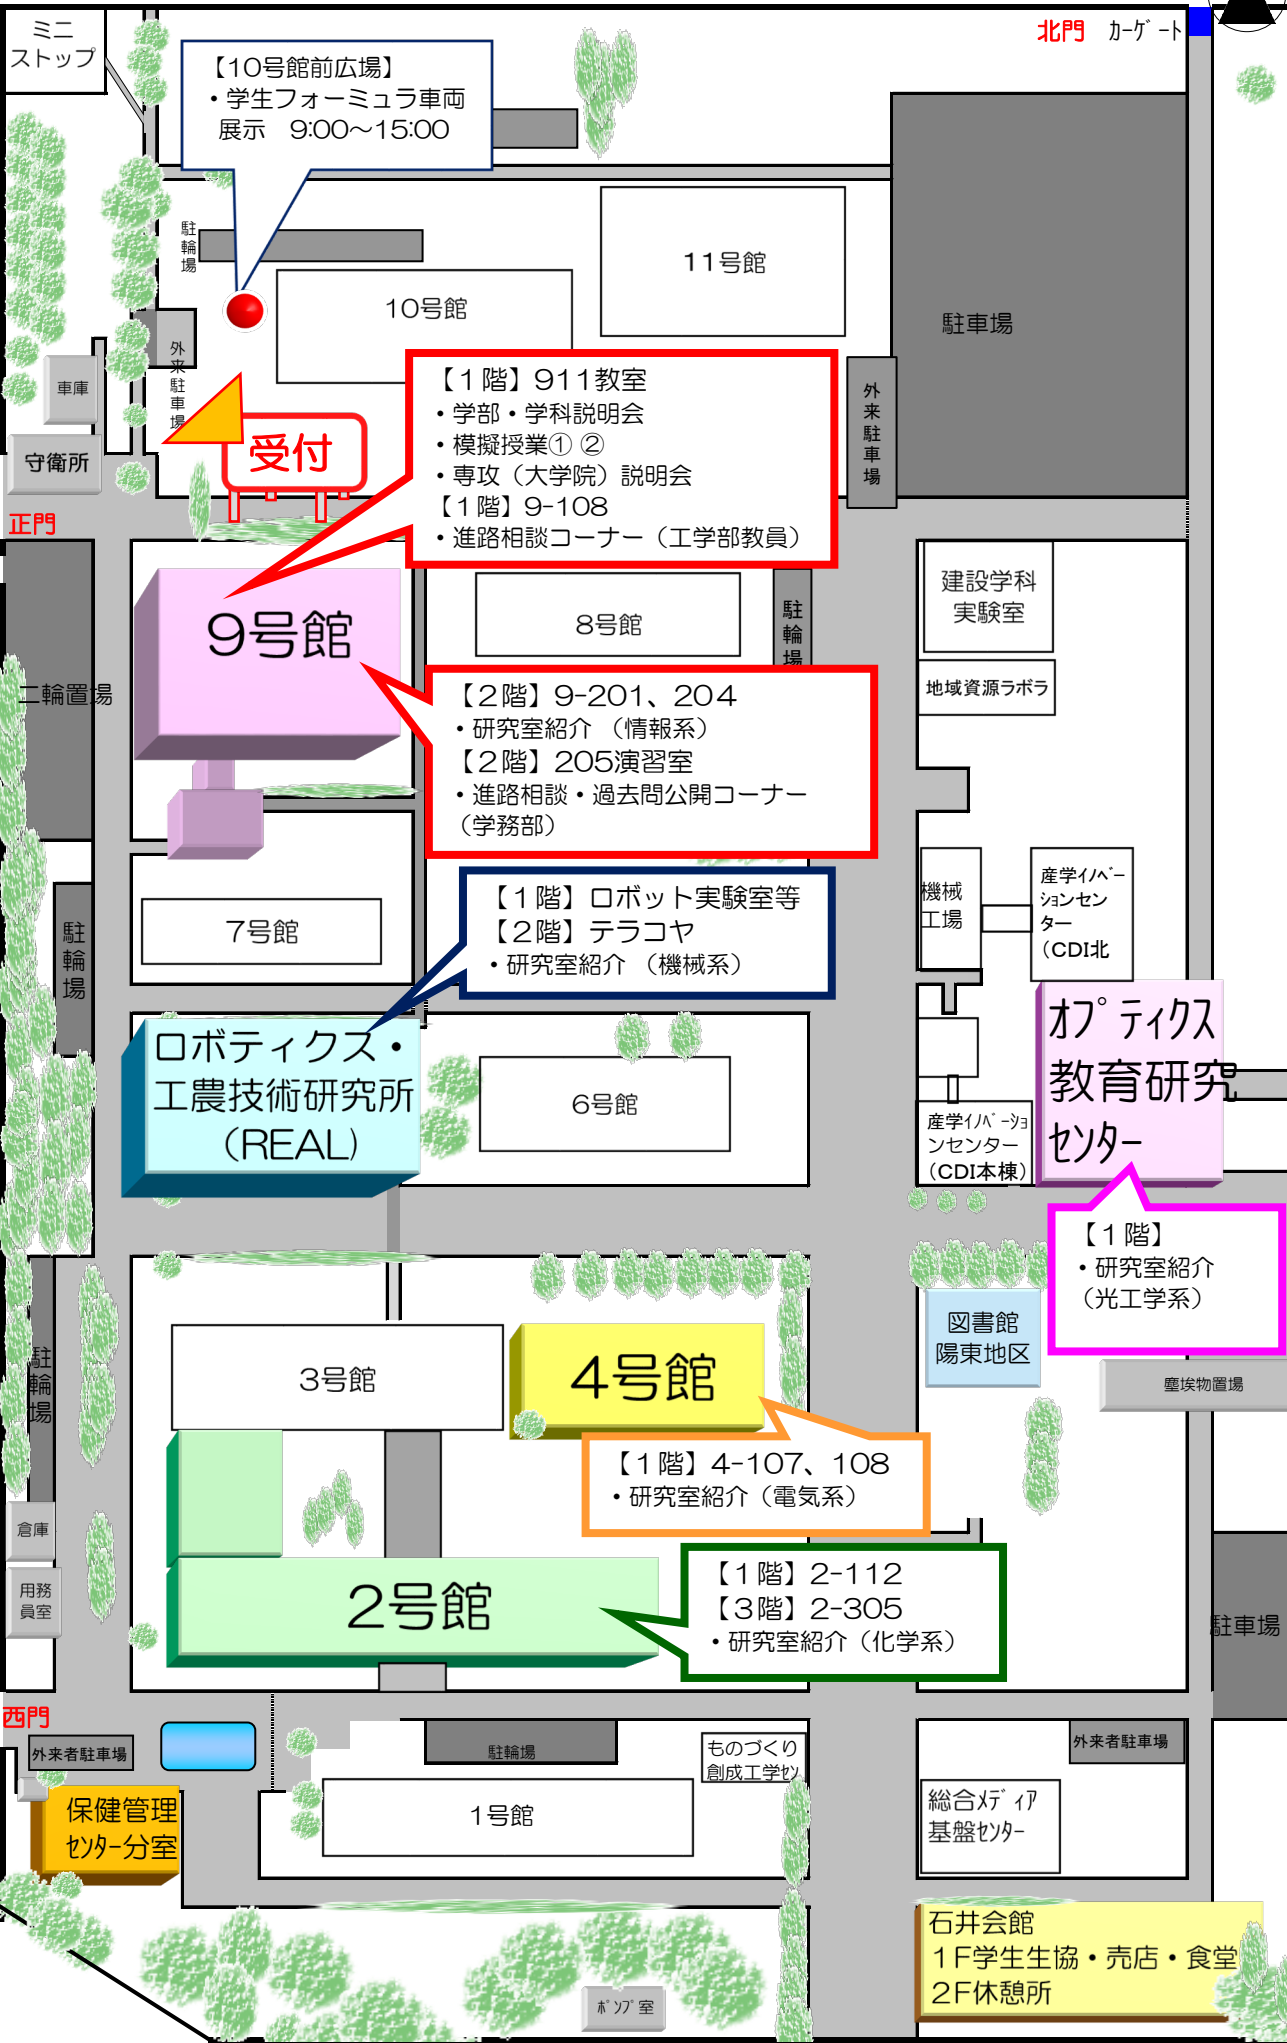 ミニ
ストップ
北門 カーゲート
【10号館前広場】
・学生フォーミュラ車両
展示 9:00～15:00
駐輪場
11号館
10号館
駐車場
外来駐車場
車庫
守衛所
正門
受付
外来駐車場
【1階】911教室
・学部・学科説明会
・模擬授業① ②
・専攻（大学院）説明会
【1階】9-108
・進路相談コーナー（工学部教員）
9号館
8号館
駐輪場
建設学科
実験室
地域資源ラボラ
二輪置場
【2階】9-201、204
・研究室紹介 （情報系）
【2階】205演習室
・進路相談・過去問公開コーナー
（学務部）
機械
工場
産学イノベー
ションセン
ター
（CDI北
7号館
駐輪場
【1階】ロボット実験室等
【2階】テラコヤ
・研究室紹介 （機械系）
ロボティクス・
工農技術研究所
（REAL）
6号館
産学イノベーショ
ンセンター
（CDI本棟）
オプティクス
教育研究
センター
【1階】
・研究室紹介
（光工学系）
図書館
陽東地区
塵埃物置場
駐輪場
3号館
4号館
【1階】4-107、108
・研究室紹介（電気系）
倉庫
用務
員室
2号館
【1階】2-112
【3階】2-305
・研究室紹介（化学系）
駐車場
西門
外来者駐車場
駐輪場
ものづくり
創成工学セン
外来者駐車場
保健管理
センター分室
1号館
総合メディア
基盤センター
石井会館
1F学生生協・売店・食堂
2F休憩所
ポンプ室